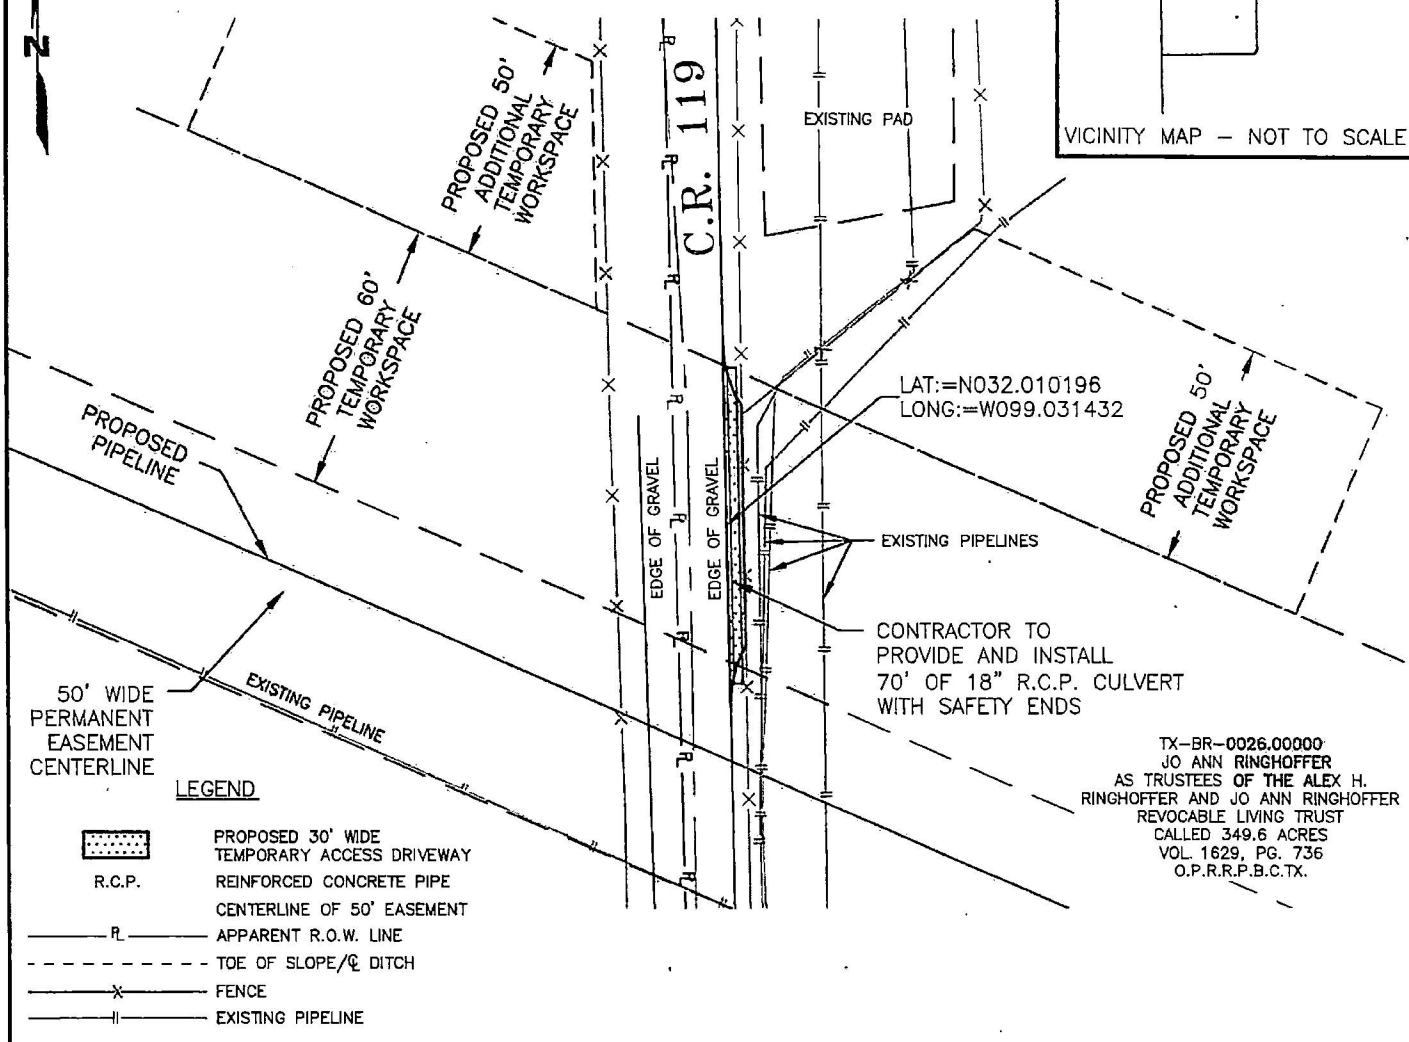 N
VICINITY MAP – NOT TO SCALE
PROPOSED 50'
ADDITIONAL
TEMPORARY
WORKSPACE
C.R. 119
EXISTING PAD
PROPOSED 60'
TEMPORARY
WORKSPACE
LAT:=N032.010196
LONG:=W099.031432
PROPOSED 50'
ADDITIONAL
TEMPORARY
WORKSPACE
PROPOSED
PIPELINE
EDGE OF GRAVEL
EDGE OF GRAVEL
EXISTING PIPELINES
CONTRACTOR TO
PROVIDE AND INSTALL
70' OF 18" R.C.P. CULVERT
WITH SAFETY ENDS
50' WIDE
PERMANENT
EASEMENT
CENTERLINE
EXISTING PIPELINE
TX–BR–0026.00000
JO ANN RINGHOFFER
AS TRUSTEES OF THE ALEX H.
RINGHOFFER AND JO ANN RINGHOFFER
REVOCABLE LIVING TRUST
CALLED 349.6 ACRES
VOL. 1629, PG. 736
O.P.R.R.P.B.C.TX.
LEGEND
PROPOSED 30' WIDE
TEMPORARY ACCESS DRIVEWAY
R.C.P. REINFORCED CONCRETE PIPE
CENTERLINE OF 50' EASEMENT
PL APPARENT R.O.W. LINE
TOE OF SLOPE/CL DITCH
FENCE
EXISTING PIPELINE